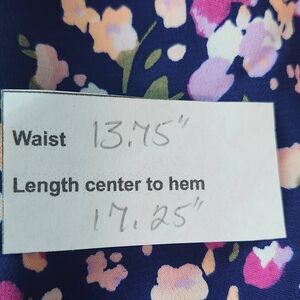 Waist 13.75"
Length center to hem
17.25"